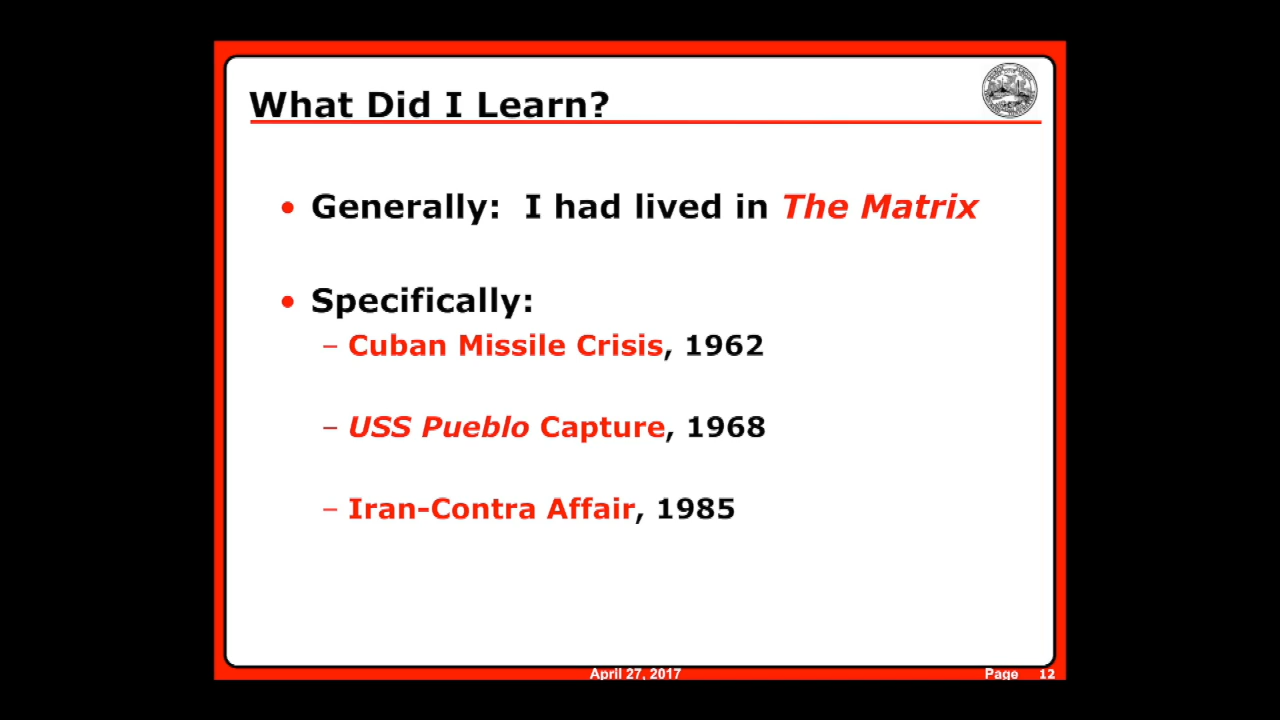 What Did I Learn?
• Generally: I had lived in The Matrix
• Specifically:
– Cuban Missile Crisis, 1962
– USS Pueblo Capture, 1968
– Iran-Contra Affair, 1985
April 27, 2017
Page 12